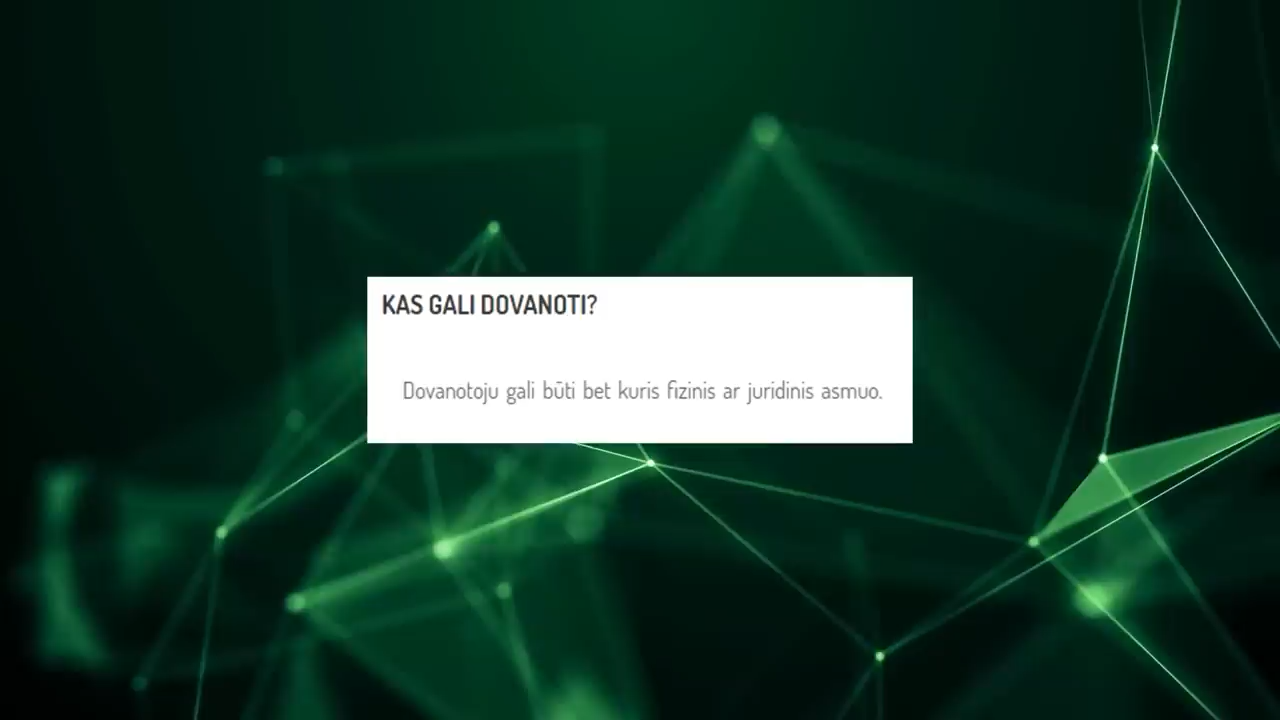 KAS GALI DOVANOTI?
Dovanotoju gali būti bet kuris fizinis ar juridinis asmuo.